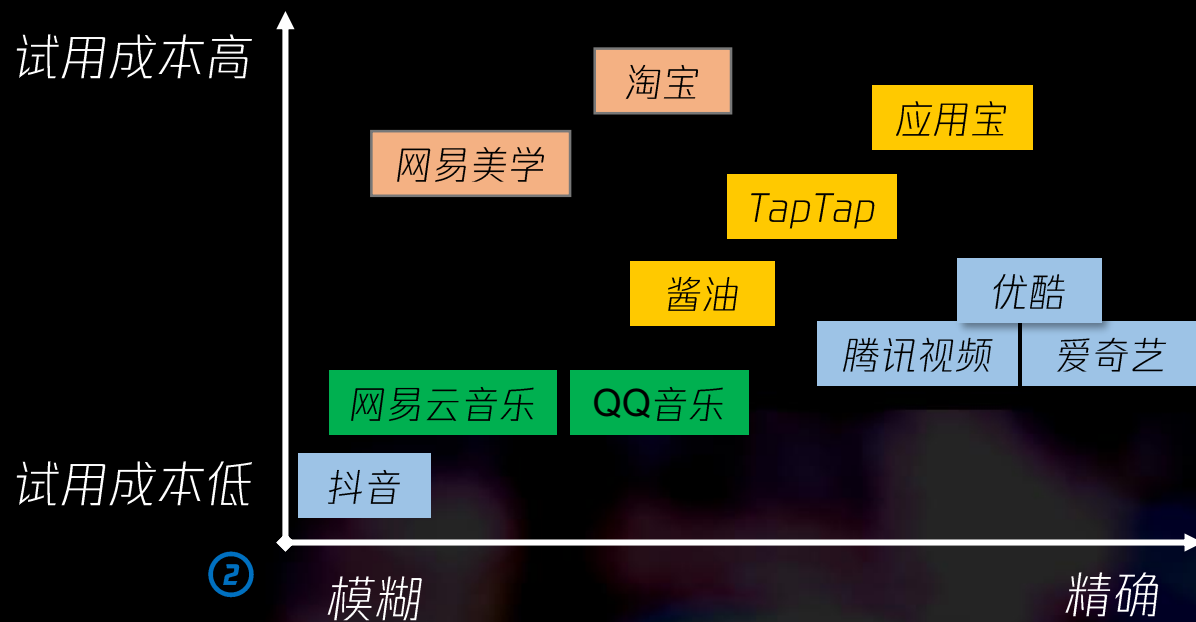 试用成本高
淘宝
应用宝
网易美学
TapTap
酱油
优酷
腾讯视频
爱奇艺
网易云音乐
QQ音乐
试用成本低
抖音
②
模糊
精确